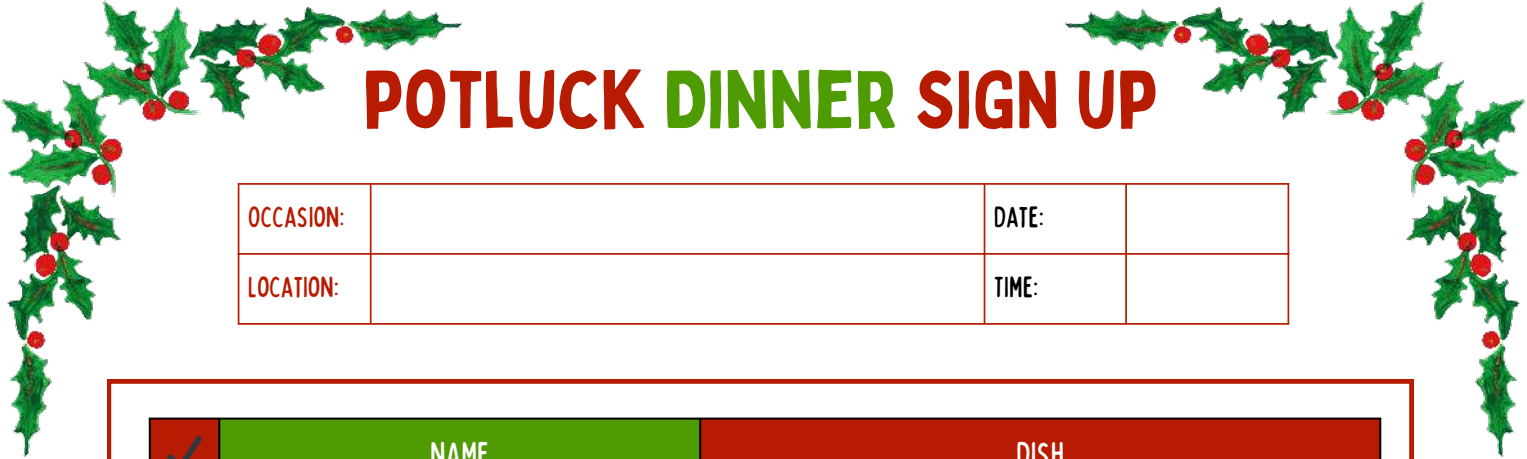 POTLUCK DINNER SIGN UP
OCCASION: DATE:
LOCATION: TIME:
NAME DISH